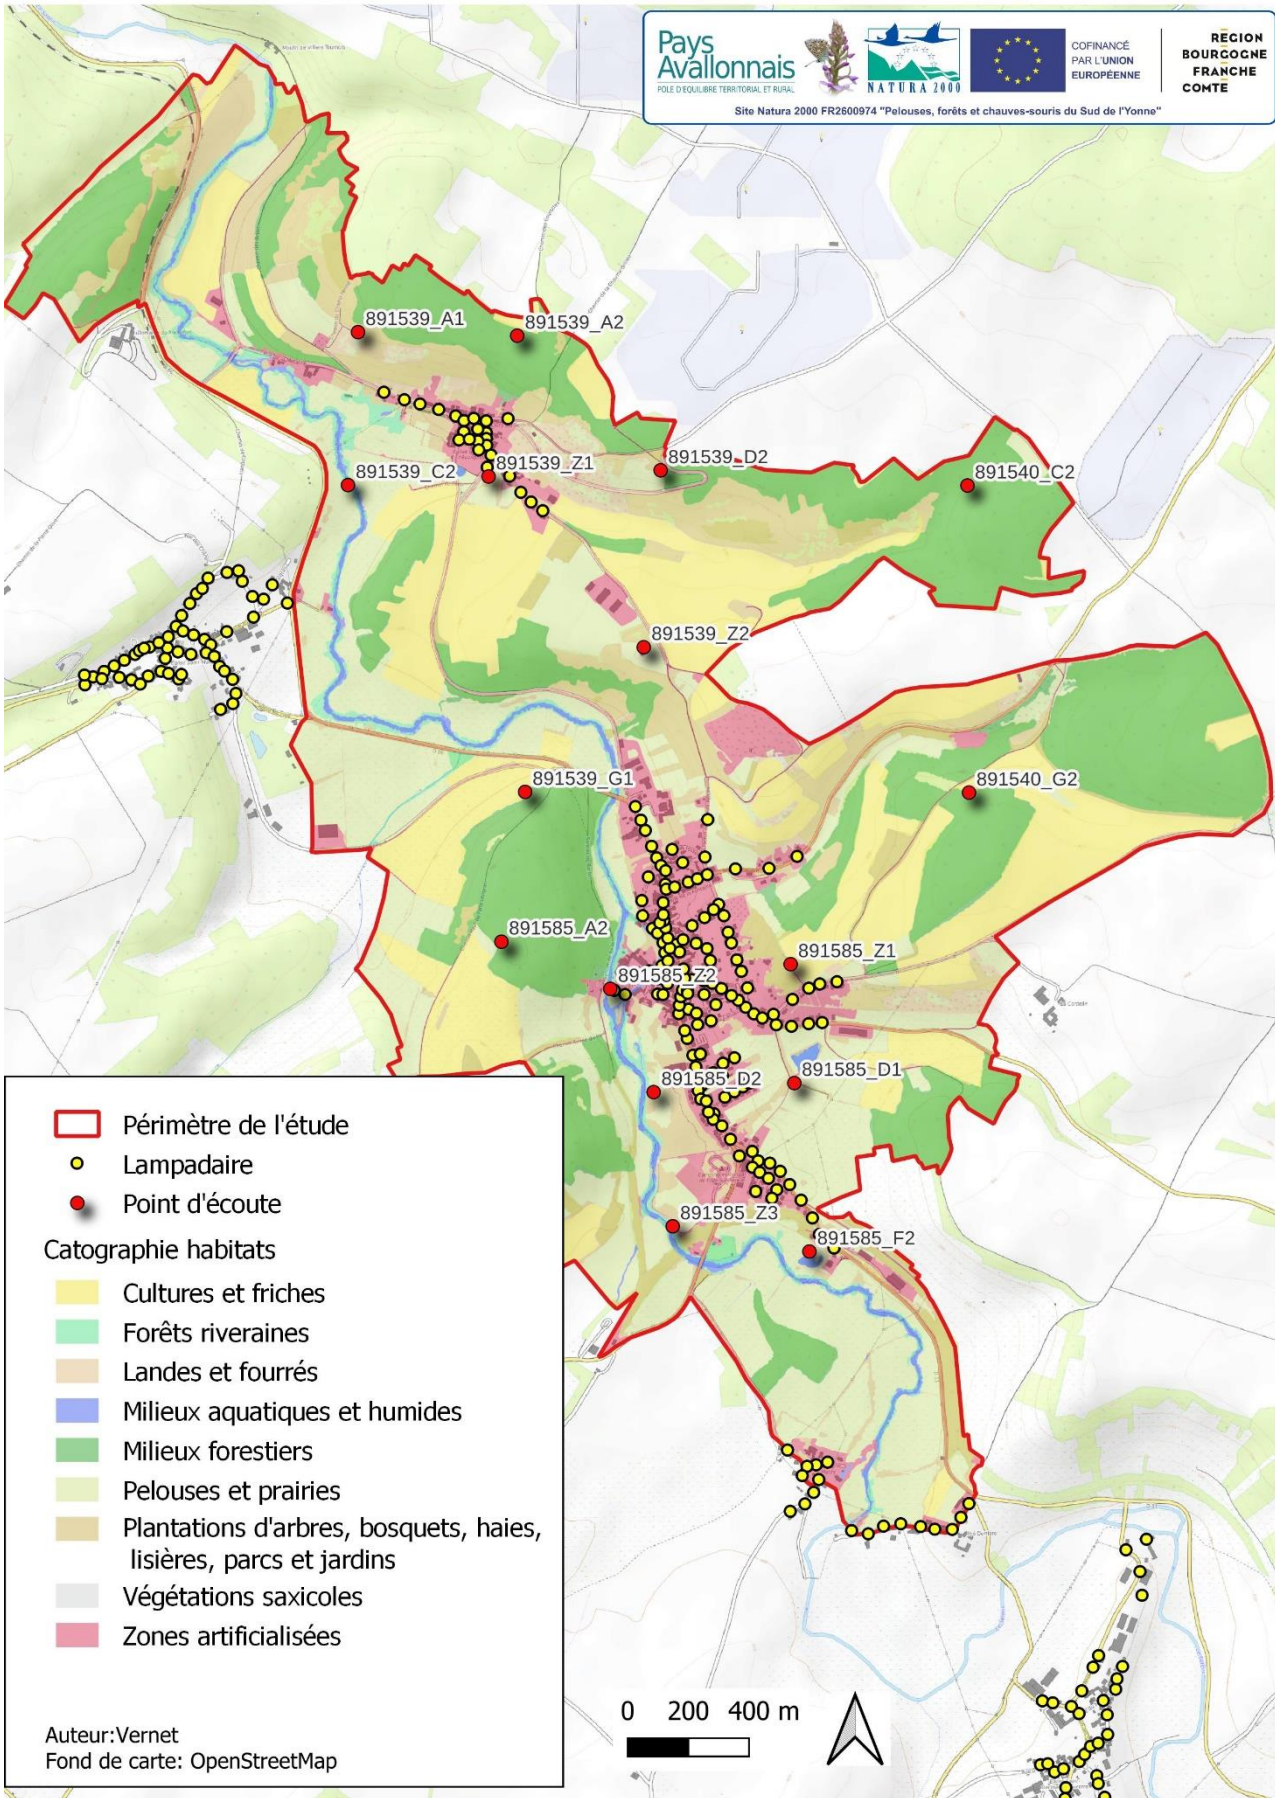 Pays
Avallonnais
POLE D'EQUILIBRE TERRITORIAL ET RURAL
NATURA 2000
COFINANCÉ
PAR L'UNION
EUROPÉENNE
REGION
BOURGOGNE
FRANCHE
COMTE
Site Natura 2000 FR2600974 "Pelouses, forêts et chauves-souris du Sud de l'Yonne"
891539_A1
891539_A2
891539_C2
891539_Z1
891539_D2
891540_C2
891539_Z2
891539_G1
891540_G2
891585_A2
891585_Z1
891585_Z2
891585_D2
891585_D1
891585_Z3
891585_F2
Périmètre de l'étude
Lampadaire
Point d'écoute
Catographie habitats
Cultures et friches
Forêts riveraines
Landes et fourrés
Milieux aquatiques et humides
Milieux forestiers
Pelouses et prairies
Plantations d'arbres, bosquets, haies,
lisières, parcs et jardins
Végétations saxicoles
Zones artificialisées
Auteur:Vernet
Fond de carte: OpenStreetMap
0 200 400 m